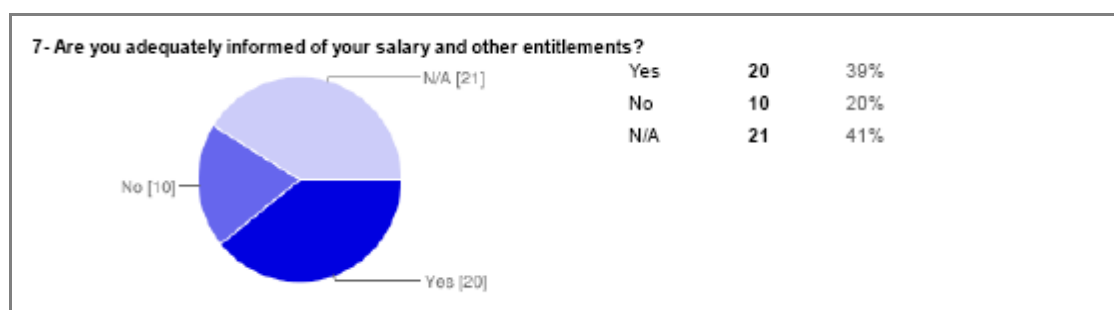 7- Are you adequately informed of your salary and other entitlements?
N/A [21]
No [10]
Yes [20]
Yes 20 39%
No 10 20%
N/A 21 41%